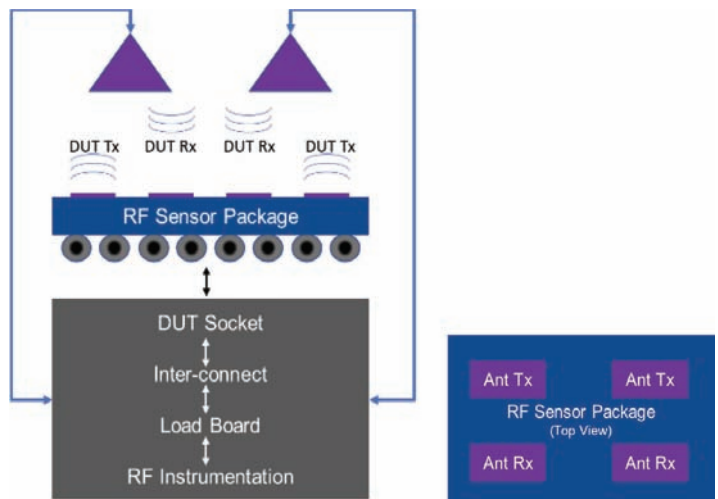 DUT Tx DUT Rx DUT Rx DUT Tx
RF Sensor Package
DUT Socket
Inter-connect
Load Board
RF Instrumentation
Ant Tx Ant Tx
RF Sensor Package
(Top View)
Ant Rx Ant Rx